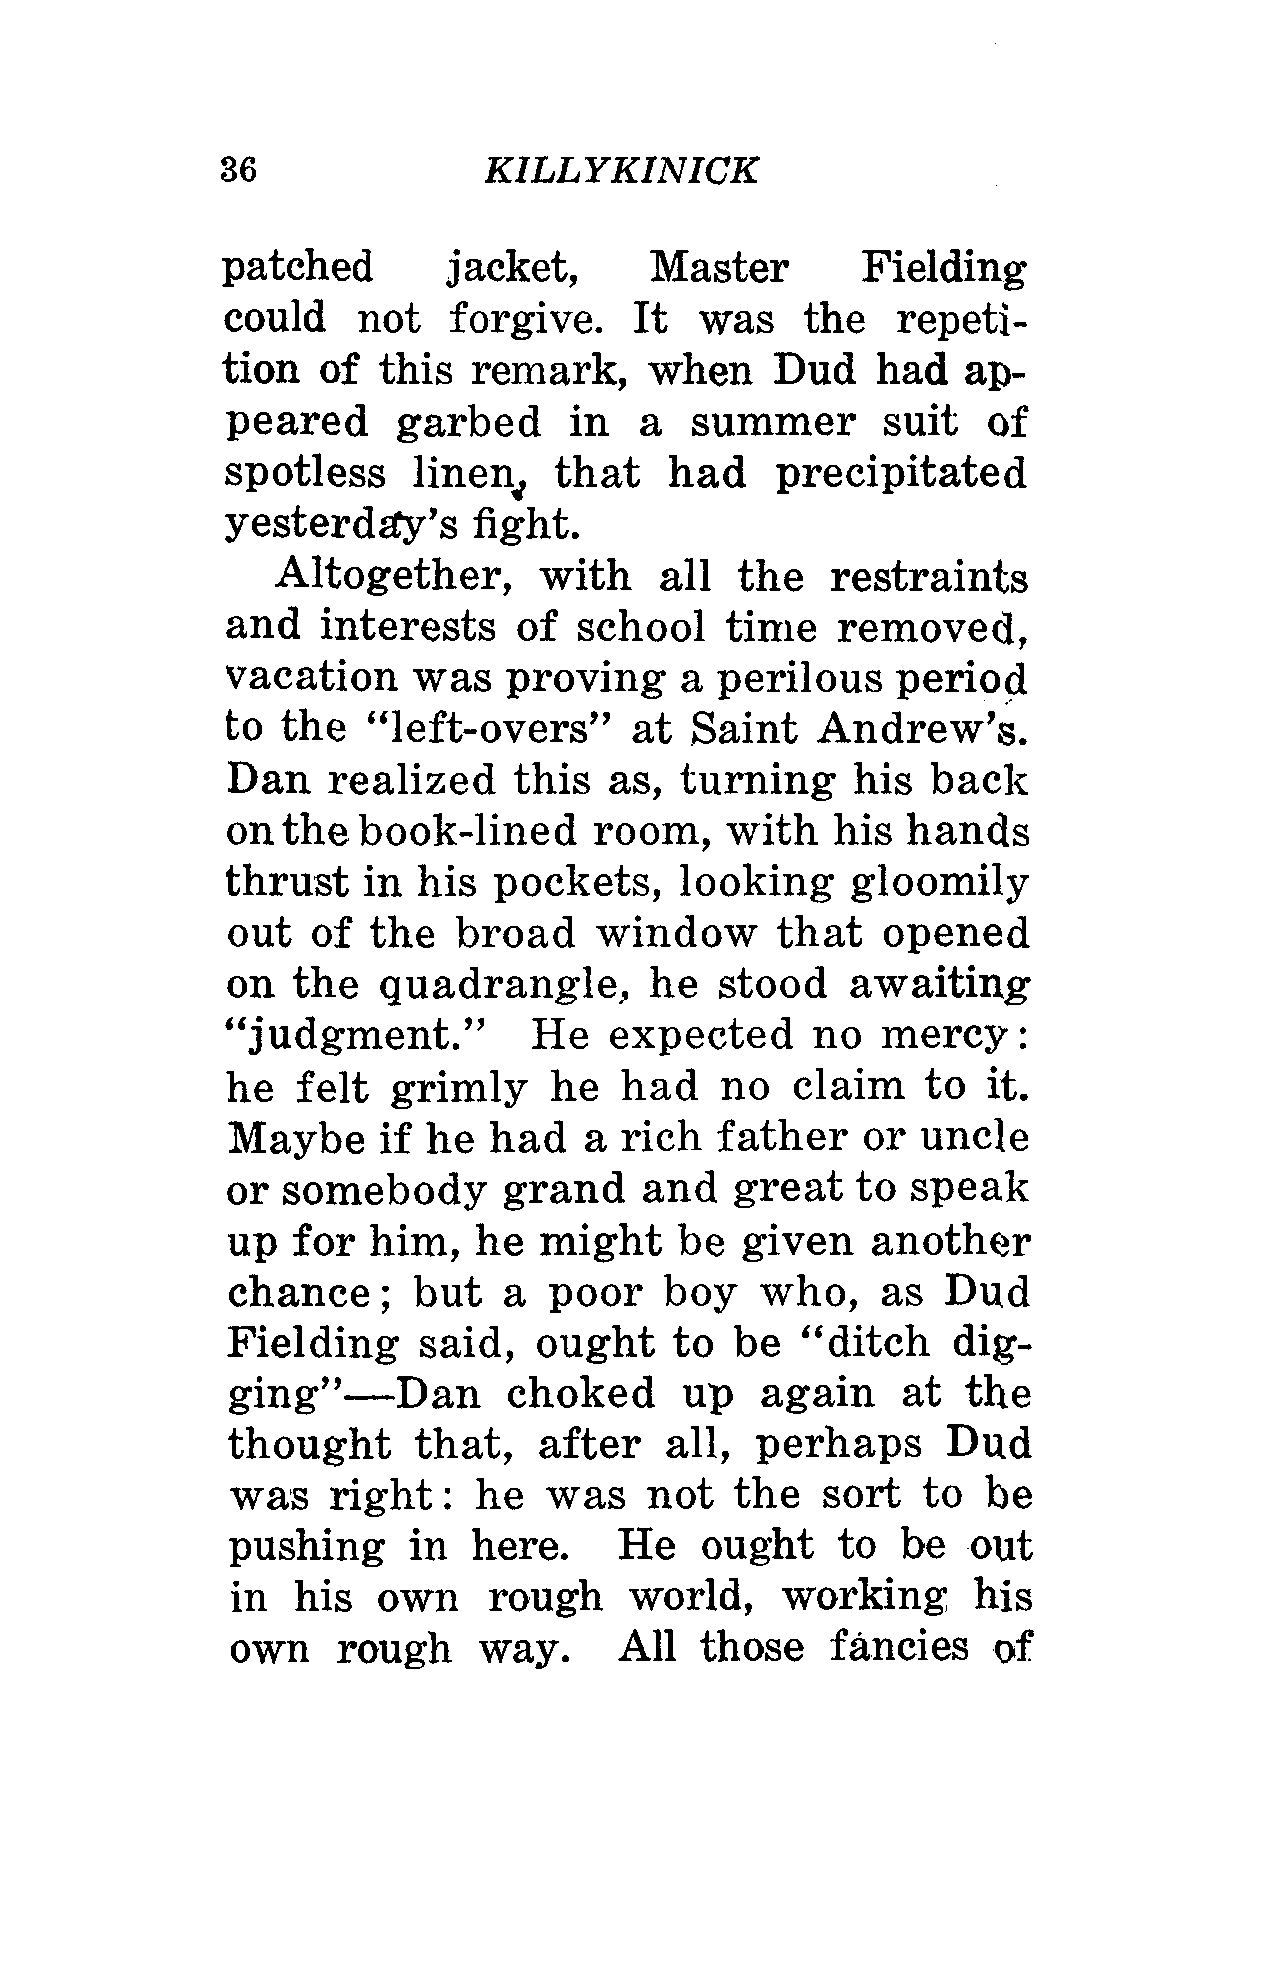 36 KILLYKINICK
patched jacket, Master Fielding
could not forgive. It was the repeti-
tion of this remark, when Dud had ap-
peared garbed in a summer suit of
spotless linen, that had precipitated
yesterday's fight.
Altogether, with all the restraints
and interests of school time removed,
vacation was proving a perilous period
to the “left-overs” at Saint Andrew's.
Dan realized this as, turning his back
on the book-lined room, with his hands
thrust in his pockets, looking gloomily
out of the broad window that opened
on the quadrangle, he stood awaiting
“judgment.” He expected no mercy:
he felt grimly he had no claim to it.
Maybe if he had a rich father or uncle
or somebody grand and great to speak
up for him, he might be given another
chance; but a poor boy who, as Dud
Fielding said, ought to be “ditch dig-
ging”—Dan choked up again at the
thought that, after all, perhaps Dud
was right: he was not the sort to be
pushing in here. He ought to be out
in his own rough world, working his
own rough way. All those fancies of